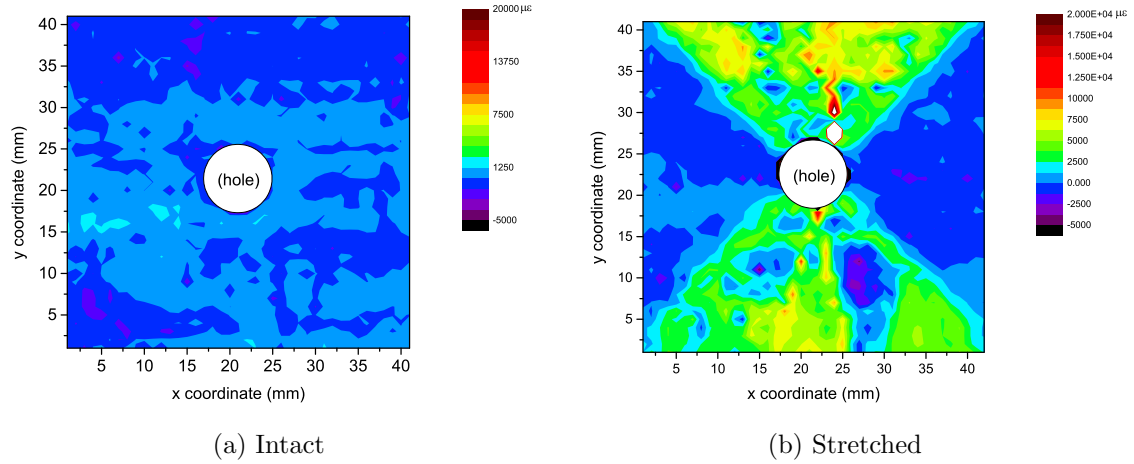 40
35
30
25
20
15
10
5
y coordinate (mm)
(hole)
5 10 15 20 25 30 35 40
x coordinate (mm)
20000 με
13750
7500
1250
-5000
(a) Intact
40
35
30
25
20
15
10
5
y coordinate (mm)
(hole)
5 10 15 20 25 30 35 40
x coordinate (mm)
2.000E+04 με
1.750E+04
1.500E+04
1.250E+04
10000
7500
5000
2500
0.000
-2500
-5000
(b) Stretched